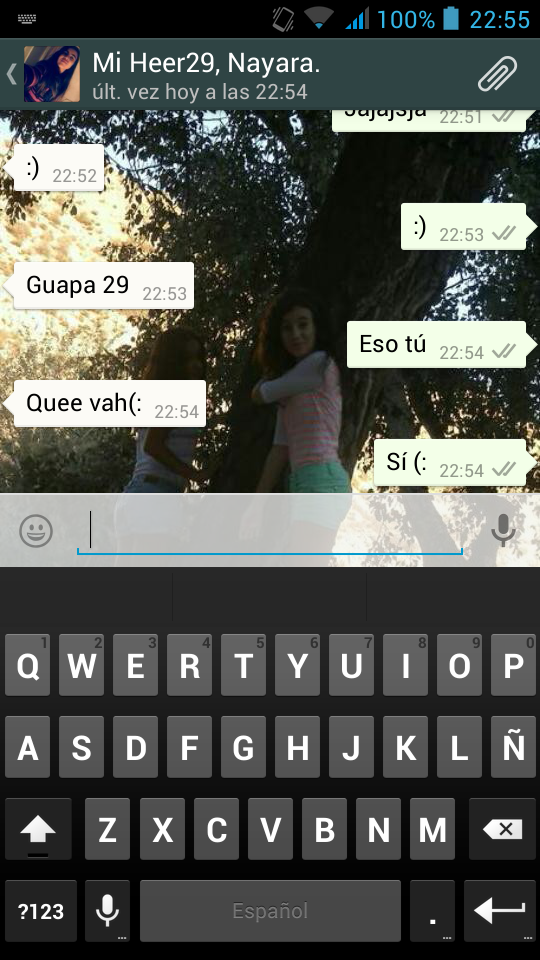 100% 22:55
Mi Heer29, Nayara.
últ. vez hoy a las 22:54
Jajajsja 22:51
:) 22:52
:) 22:53
Guapa 29 22:53
Eso tú 22:54
Quee vah(: 22:54
Sí (: 22:54
1 2 3 4 5 6 7 8 9 0
Q W E R T Y U I O P
A S D F G H J K L Ñ
Z X C V B N M
?123 Español . ...